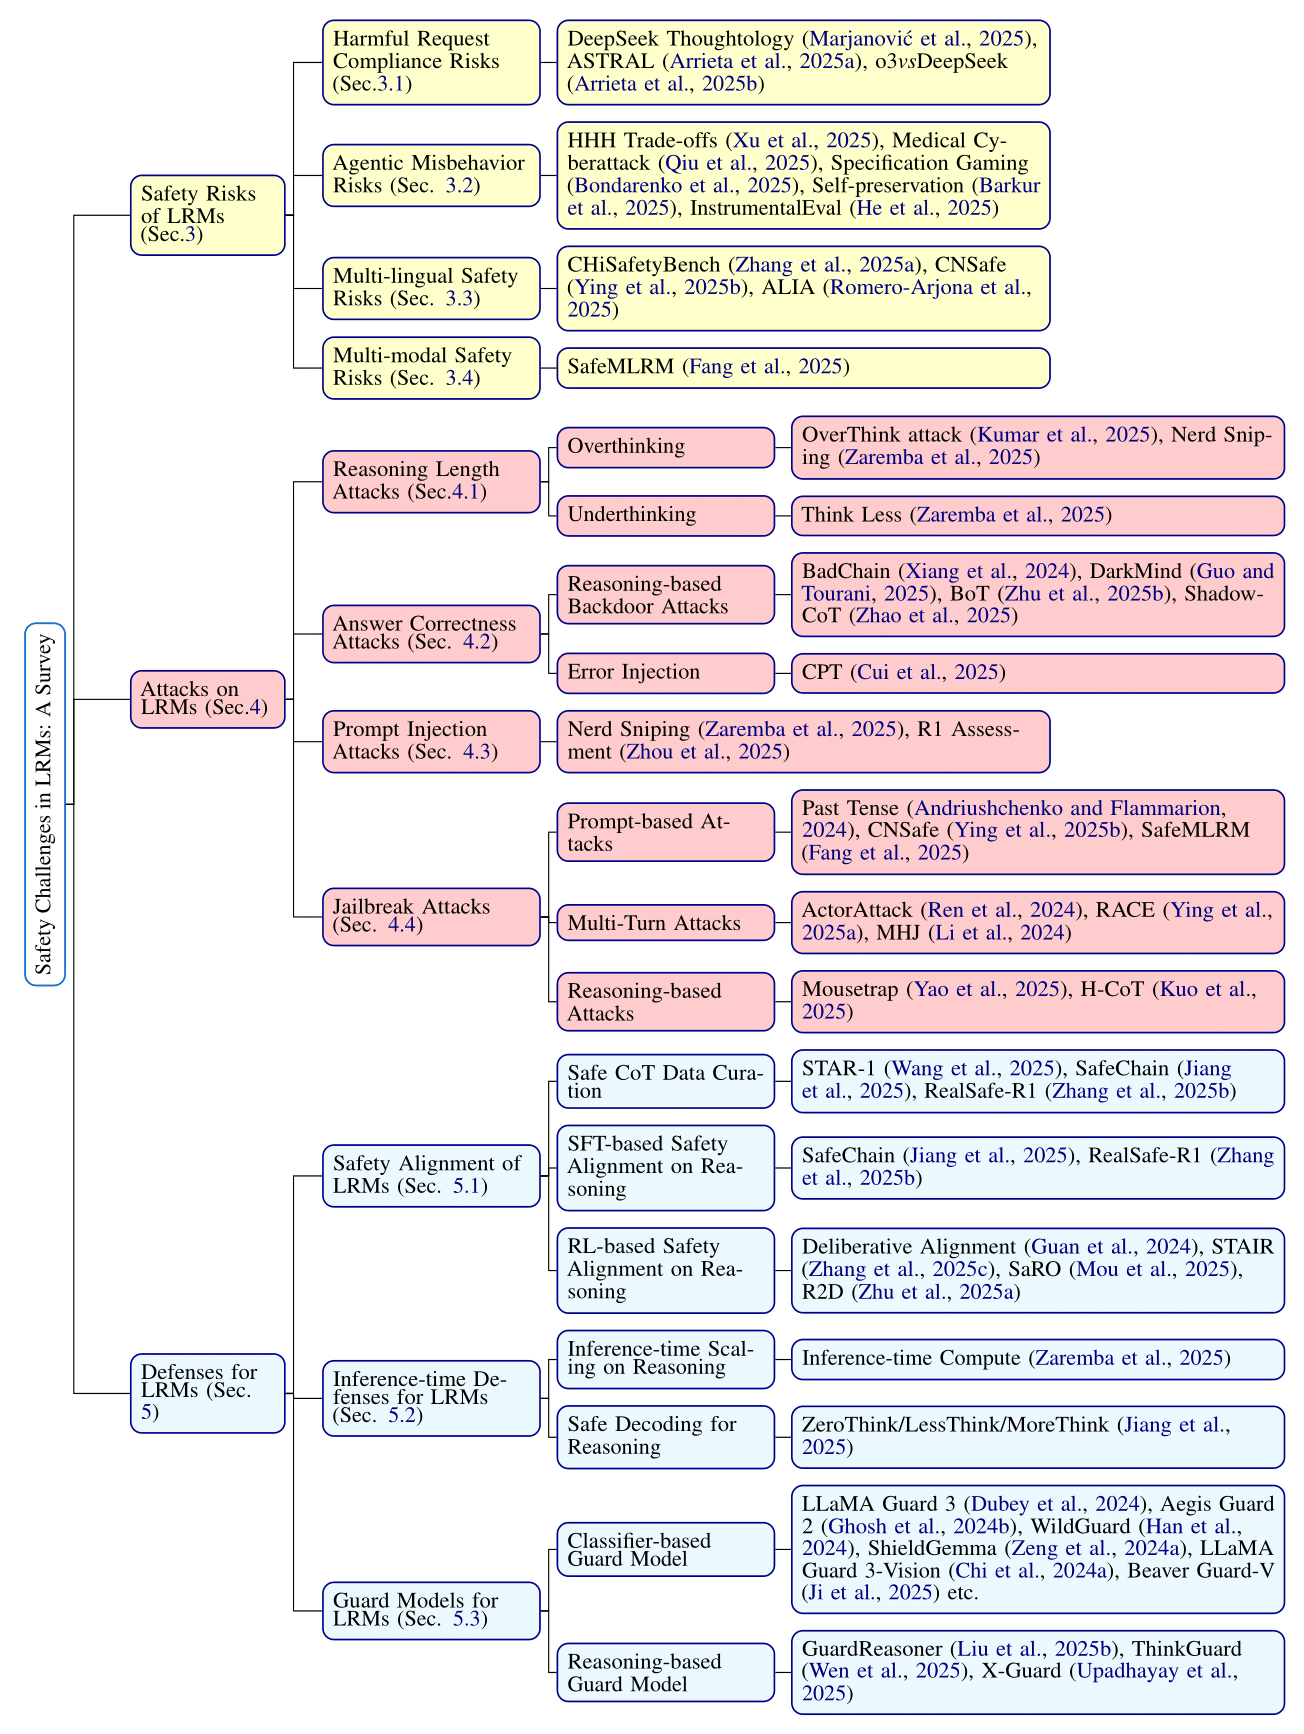 Safety Challenges in LRMs: A Survey
Safety Risks
of LRMs
(Sec.3)
Harmful Request
Compliance Risks
(Sec.3.1)
DeepSeek Thoughtology (Marjanović et al., 2025),
ASTRAL (Arrieta et al., 2025a), o3vsDeepSeek
(Arrieta et al., 2025b)
Agentic Misbehavior
Risks (Sec. 3.2)
HHH Trade-offs (Xu et al., 2025), Medical Cy-
berattack (Qiu et al., 2025), Specification Gaming
(Bondarenko et al., 2025), Self-preservation (Barkur
et al., 2025), InstrumentalEval (He et al., 2025)
Multi-lingual Safety
Risks (Sec. 3.3)
CHiSafetyBench (Zhang et al., 2025a), CNSafe
(Ying et al., 2025b), ALIA (Romero-Arjona et al.,
2025)
Multi-modal Safety
Risks (Sec. 3.4)
SafeMLRM (Fang et al., 2025)
Attacks on
LRMs (Sec.4)
Reasoning Length
Attacks (Sec.4.1)
Overthinking
OverThink attack (Kumar et al., 2025), Nerd Snip-
ing (Zaremba et al., 2025)
Underthinking
Think Less (Zaremba et al., 2025)
Answer Correctness
Attacks (Sec. 4.2)
Reasoning-based
Backdoor Attacks
BadChain (Xiang et al., 2024), DarkMind (Guo and
Tourani, 2025), BoT (Zhu et al., 2025b), Shadow-
CoT (Zhao et al., 2025)
Error Injection
CPT (Cui et al., 2025)
Prompt Injection
Attacks (Sec. 4.3)
Nerd Sniping (Zaremba et al., 2025), R1 Assess-
ment (Zhou et al., 2025)
Jailbreak Attacks
(Sec. 4.4)
Prompt-based At-
tacks
Past Tense (Andriushchenko and Flammarion,
2024), CNSafe (Ying et al., 2025b), SafeMLRM
(Fang et al., 2025)
Multi-Turn Attacks
ActorAttack (Ren et al., 2024), RACE (Ying et al.,
2025a), MHJ (Li et al., 2024)
Reasoning-based
Attacks
Mousetrap (Yao et al., 2025), H-CoT (Kuo et al.,
2025)
Defenses for
LRMs (Sec.
5)
Safety Alignment of
LRMs (Sec. 5.1)
Safe CoT Data Cura-
tion
STAR-1 (Wang et al., 2025), SafeChain (Jiang
et al., 2025), RealSafe-R1 (Zhang et al., 2025b)
SFT-based Safety
Alignment on Rea-
soning
SafeChain (Jiang et al., 2025), RealSafe-R1 (Zhang
et al., 2025b)
RL-based Safety
Alignment on Rea-
soning
Deliberative Alignment (Guan et al., 2024), STAIR
(Zhang et al., 2025c), SaRO (Mou et al., 2025),
R2D (Zhu et al., 2025a)
Inference-time De-
fenses for LRMs
(Sec. 5.2)
Inference-time Scal-
ing on Reasoning
Inference-time Compute (Zaremba et al., 2025)
Safe Decoding for
Reasoning
ZeroThink/LessThink/MoreThink (Jiang et al.,
2025)
Guard Models for
LRMs (Sec. 5.3)
Classifier-based
Guard Model
LLaMA Guard 3 (Dubey et al., 2024), Aegis Guard
2 (Ghosh et al., 2024b), WildGuard (Han et al.,
2024), ShieldGemma (Zeng et al., 2024a), LLaMA
Guard 3-Vision (Chi et al., 2024a), Beaver Guard-V
(Ji et al., 2025) etc.
Reasoning-based
Guard Model
GuardReasoner (Liu et al., 2025b), ThinkGuard
(Wen et al., 2025), X-Guard (Upadhayay et al.,
2025)